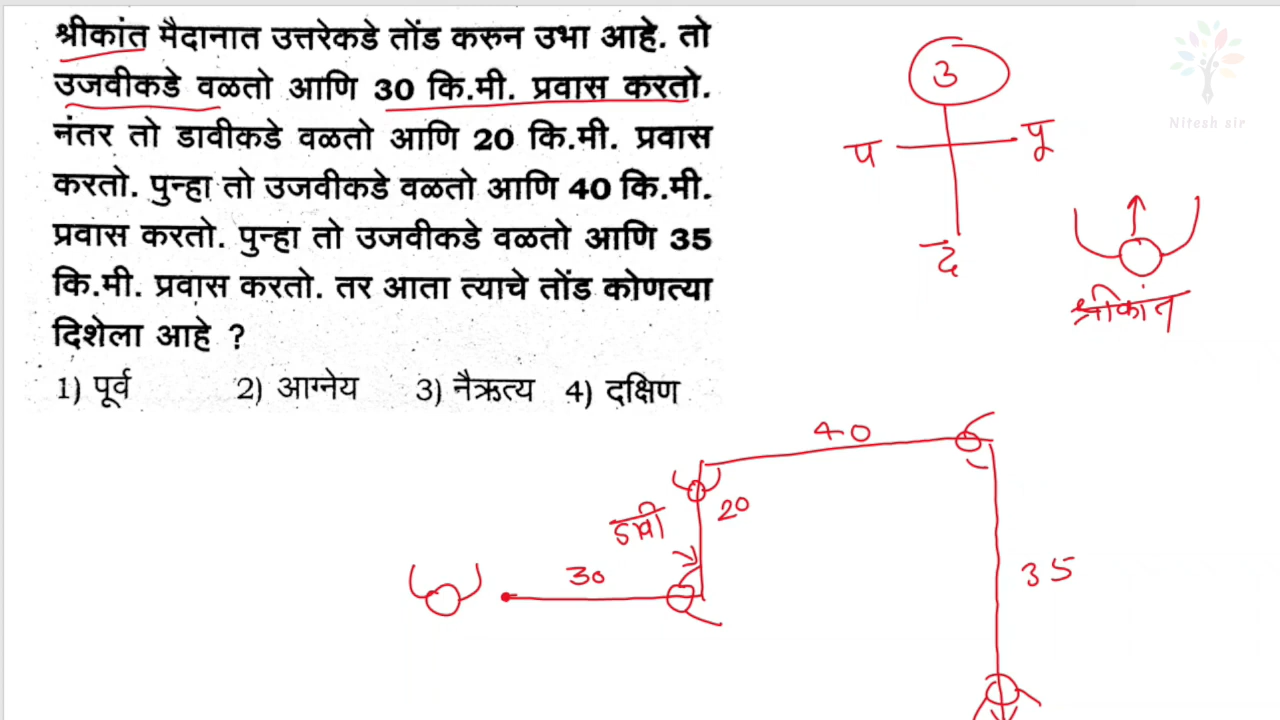 श्रीकांत मैदानात उत्तरेकडे तोंड करुन उभा आहे. तो
उजवीकडे वळतो आणि 30 कि.मी. प्रवास करतो.
नंतर तो डावीकडे वळतो आणि 20 कि.मी. प्रवास
करतो. पुन्हा तो उजवीकडे वळतो आणि 40 कि.मी.
प्रवास करतो. पुन्हा तो उजवीकडे वळतो आणि 35
कि.मी. प्रवास करतो. तर आता त्याचे तोंड कोणत्या
दिशेला आहे ?
1) पूर्व 2) आग्नेय 3) नैऋत्य 4) दक्षिण
उ
प
पू
द
श्रीकांत
Nitesh sir
40
20
डावी
30
35